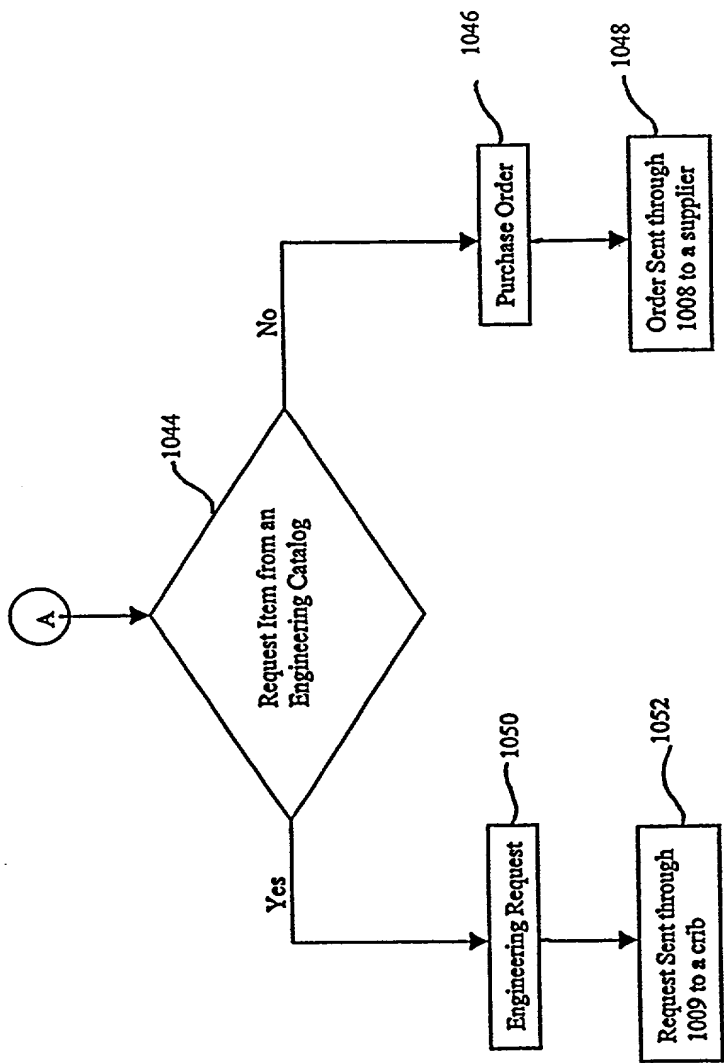 A
1044
Request Item from an
Engineering Catalog
Yes
No
1050
Engineering Request
1046
Purchase Order
1052
Request Sent through
1009 to a crib
1048
Order Sent through
1008 to a supplier